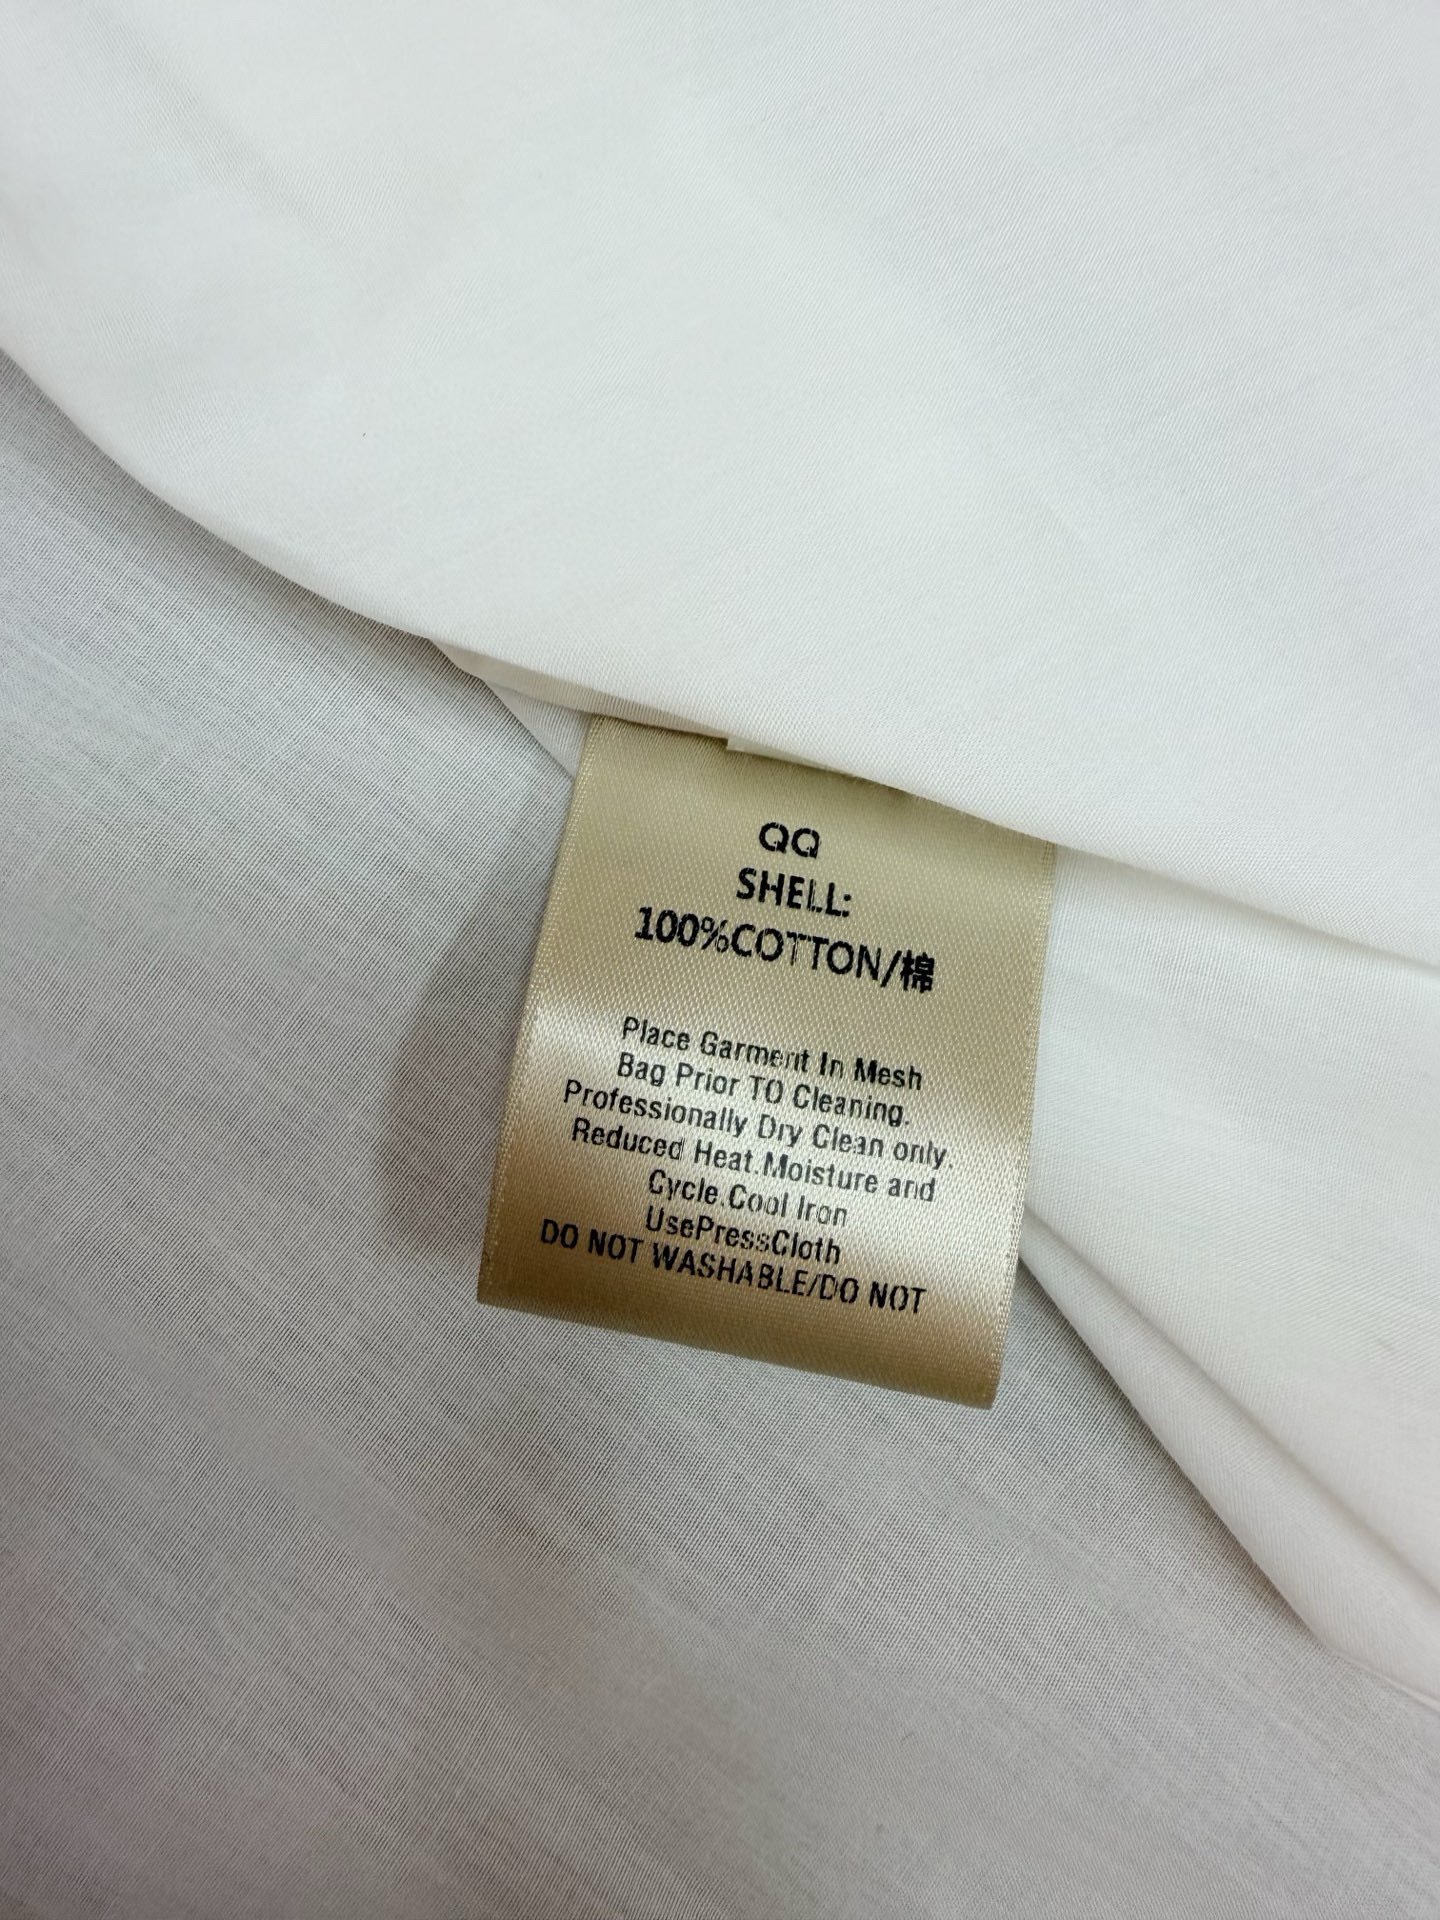 QQ
SHELL:
100%COTTON/棉
Place Garment In Mesh
Bag Prior TO Cleaning.
Professionally Dry Clean only.
Reduced Heat.Moisture and
Cycle.Cool Iron
UsePressCloth
DO NOT WASHABLE/DO NOT